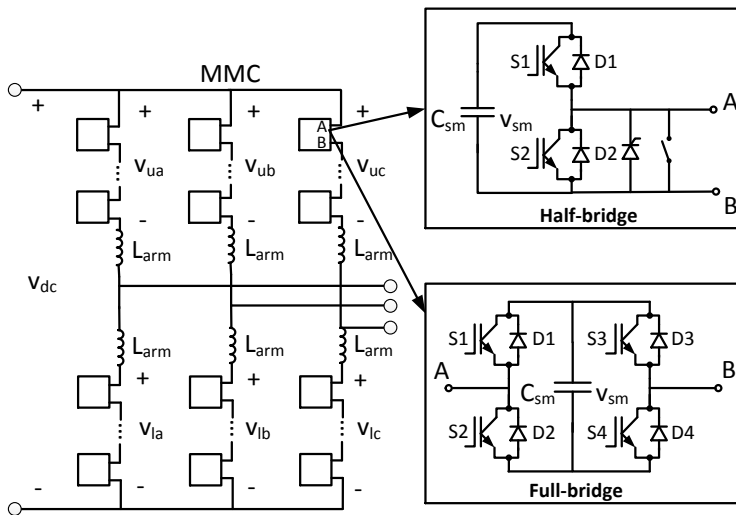 MMC
+ + + +
A
B
v_ua v_ub v_uc
- - -
L_arm L_arm L_arm
v_dc
L_arm L_arm L_arm
+ + +
v_la v_lb v_lc
- - - -
S1 D1
C_sm v_sm
S2 D2
A
B
Half-bridge
S1 D1 S3 D3
A C_sm v_sm B
S2 D2 S4 D4
Full-bridge